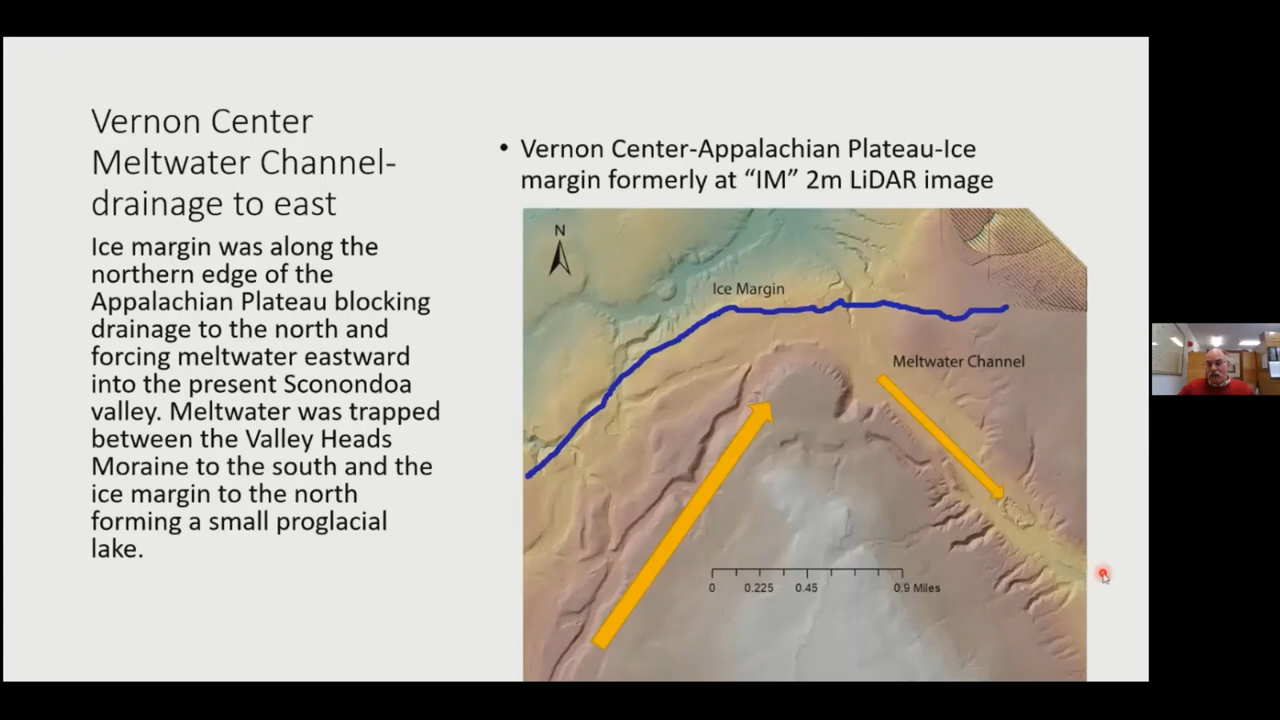 Vernon Center
Meltwater Channel-
drainage to east
Ice margin was along the
northern edge of the
Appalachian Plateau blocking
drainage to the north and
forcing meltwater eastward
into the present Sconondoa
valley. Meltwater was trapped
between the Valley Heads
Moraine to the south and the
ice margin to the north
forming a small proglacial
lake.
• Vernon Center-Appalachian Plateau-Ice
margin formerly at “IM” 2m LiDAR image
N
Ice Margin
Meltwater Channel
0 0.225 0.45 0.9 Miles